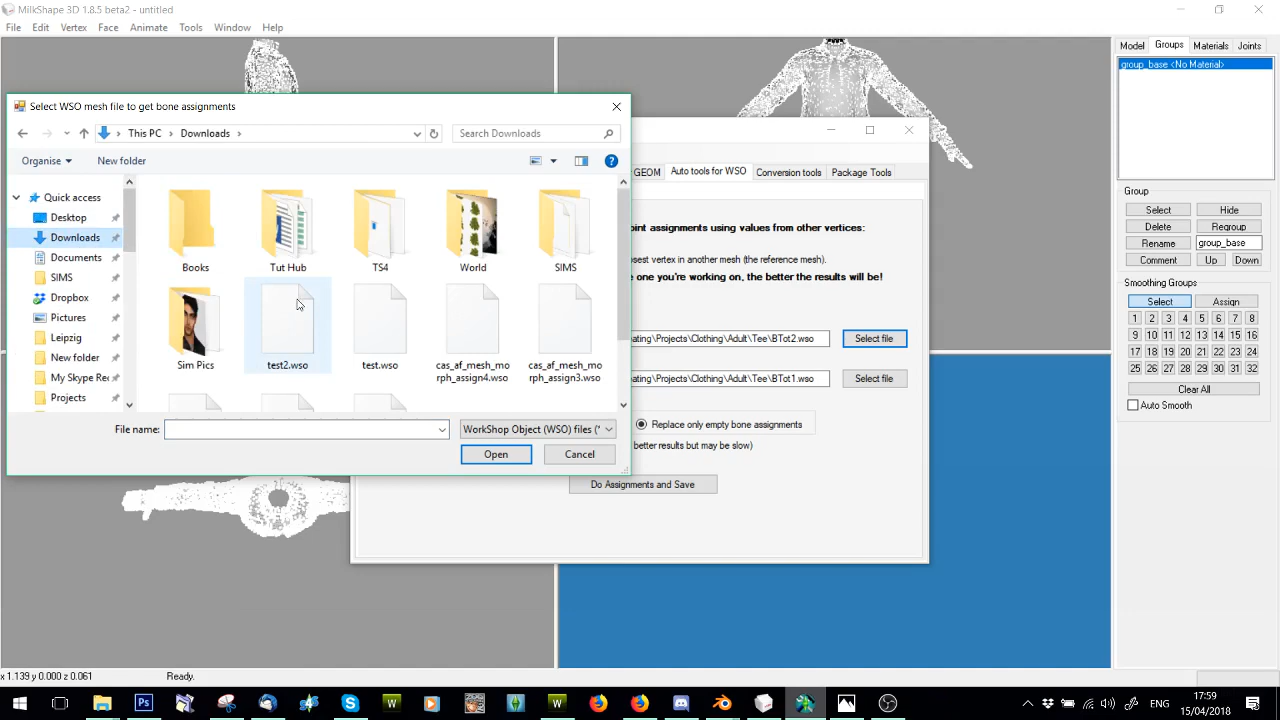 MilkShape 3D 1.8.5 beta2 - untitled
File Edit Vertex Face Animate Tools Window Help
Model Groups Materials Joints
group_base <No Material>
Select WSO mesh file to get bone assignments
This PC Downloads
Search Downloads
Organise New folder
Quick access
Desktop
Downloads
Documents
SIMS
Dropbox
Pictures
Leipzig
New folder
My Skype Re
Projects
Books Tut Hub TS4 World SIMS
Sim Pics test2.wso test.wso cas_af_mesh_mo
rph_assign4.wso
cas_af_mesh_mo
rph_assign3.wso
File name:
WorkShop Object (WSO) files (*
Open Cancel
GEOM Auto tools for WSO Conversion tools Package Tools
int assignments using values from other vertices:
osest vertex in another mesh (the reference mesh).
e one you're working on, the better the results will be!
ating\Projects\Clothing\Adult\Tee\BTot2.wso Select file
ating\Projects\Clothing\Adult\Tee\BTot1.wso Select file
Replace only empty bone assignments
better results but may be slow)
Do Assignments and Save
Group
Select Hide
Delete Regroup
Rename group_base
Comment Up Down
Smoothing Groups
Select Assign
1 2 3 4 5 6 7 8
9 10 11 12 13 14 15 16
17 18 19 20 21 22 23 24
25 26 27 28 29 30 31 32
Clear All
Auto Smooth
x 1.139 y 0.000 z 0.061 Ready.
ENG
17:59
15/04/2018